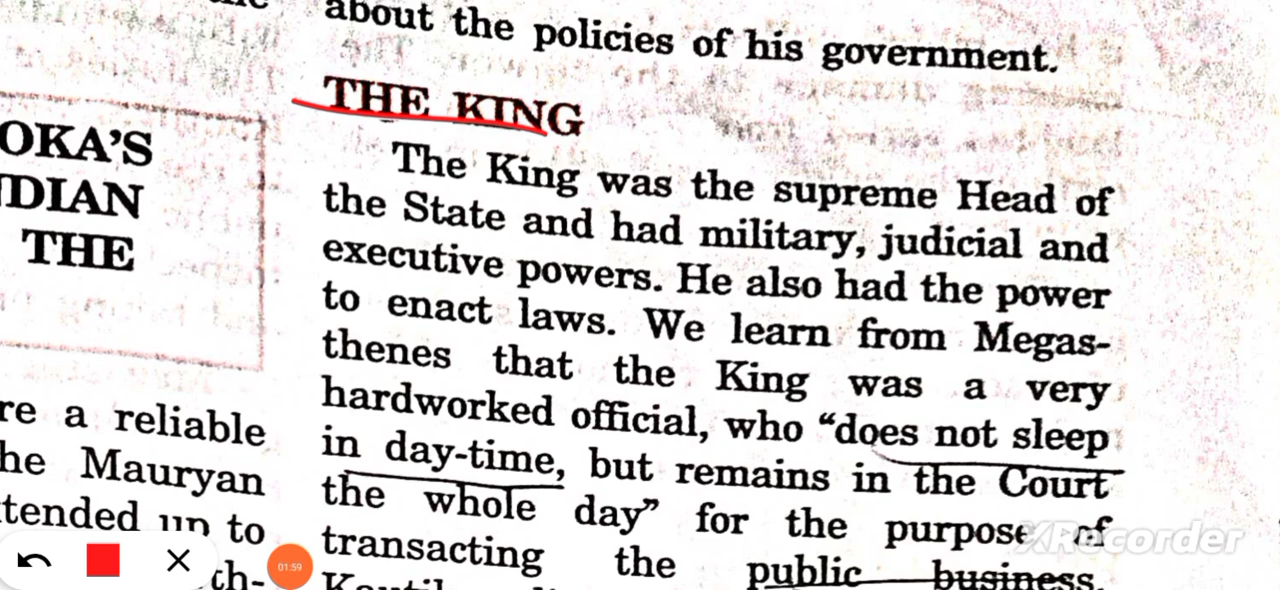 about the policies of his government.
THE KING
The King was the supreme Head of
the State and had military, judicial and
executive powers. He also had the power
to enact laws. We learn from Megas-
thenes that the King was a very
hardworked official, who “does not sleep
in day-time, but remains in the Court
the whole day” for the purpose of
transacting the public business.
OKA’S
NDIAN
THE
re a reliable
he Mauryan
tended up to
th-
01:59
XRecorder